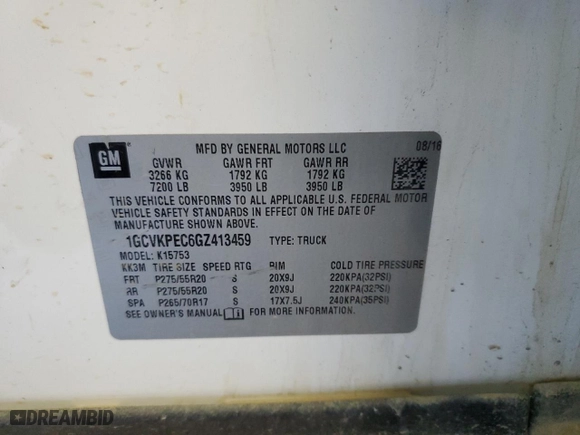 GM
MFD BY GENERAL MOTORS LLC 08/16
GVWR GAWR FRT GAWR RR
3266 KG 1792 KG 1792 KG
7200 LB 3950 LB 3950 LB
THIS VEHICLE CONFORMS TO ALL APPLICABLE U.S. FEDERAL MOTOR
VEHICLE SAFETY STANDARDS IN EFFECT ON THE DATE OF
MANUFACTURE SHOWN ABOVE.
1GCVKPEC6GZ413459 TYPE: TRUCK
MODEL: K15753
KK3M TIRE SIZE SPEED RTG RIM COLD TIRE PRESSURE
FRT P275/55R20 S 20X9J 220KPA(32PSI)
RR P275/55R20 S 20X9J 220KPA(32PSI)
SPA P265/70R17 S 17X7.5J 240KPA(35PSI)
SEE OWNER'S MANUAL FOR MORE INFORMATION
DREAMBID